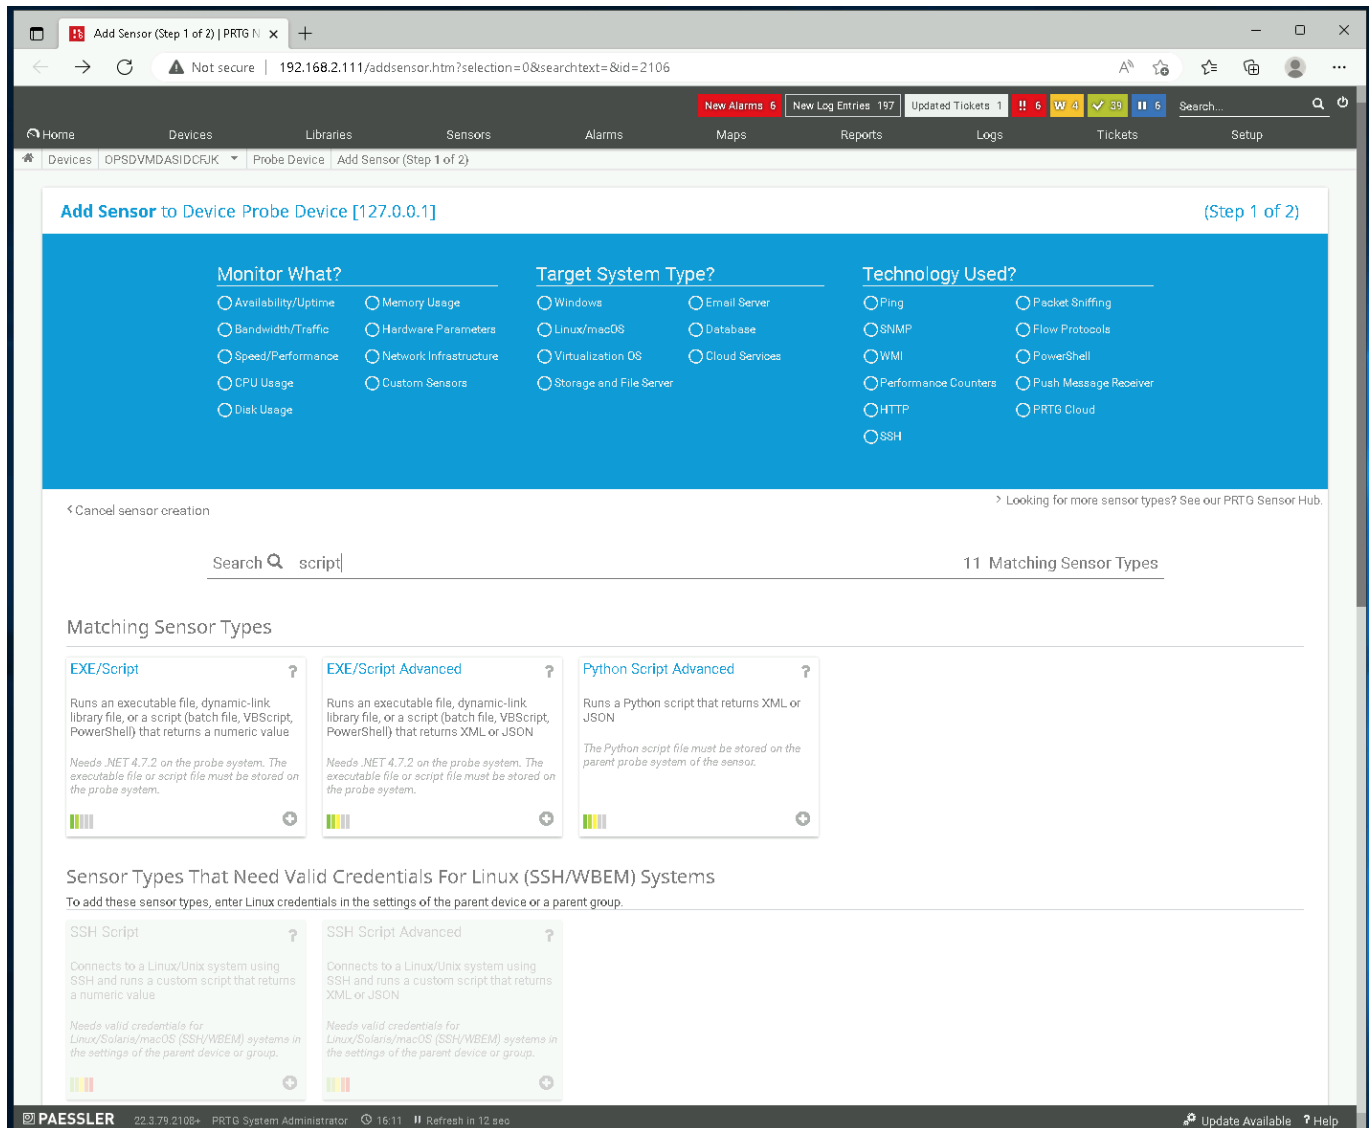 Add Sensor (Step 1 of 2) | PRTG N
Not secure | 192.168.2.111/addsensor.htm?selection=0&searchtext=&id=2106
New Alarms 6 New Log Entries 197 Updated Tickets 1 !! 6 W 4 39 6 Search...
Home Devices Libraries Sensors Alarms Maps Reports Logs Tickets Setup
Devices OPSDVMDASIDCFJK Probe Device Add Sensor (Step 1 of 2)
Add Sensor to Device Probe Device [127.0.0.1] (Step 1 of 2)
Monitor What? Target System Type? Technology Used?
Availability/Uptime Memory Usage Windows Email Server Ping Packet Sniffing
Bandwidth/Traffic Hardware Parameters Linux/macOS Database SNMP Flow Protocols
Speed/Performance Network Infrastructure Virtualization OS Cloud Services WMI PowerShell
CPU Usage Custom Sensors Storage and File Server Performance Counters Push Message Receiver
Disk Usage HTTP PRTG Cloud
SSH
> Looking for more sensor types? See our PRTG Sensor Hub.
< Cancel sensor creation
Search script 11 Matching Sensor Types
Matching Sensor Types
EXE/Script ?
Runs an executable file, dynamic-link
library file, or a script (batch file, VBScript,
PowerShell) that returns a numeric value
Needs .NET 4.7.2 on the probe system. The
executable file or script file must be stored on
the probe system.
EXE/Script Advanced ?
Runs an executable file, dynamic-link
library file, or a script (batch file, VBScript,
PowerShell) that returns XML or JSON
Needs .NET 4.7.2 on the probe system. The
executable file or script file must be stored on
the probe system.
Python Script Advanced ?
Runs a Python script that returns XML or
JSON
The Python script file must be stored on the
parent probe system of the sensor.
Sensor Types That Need Valid Credentials For Linux (SSH/WBEM) Systems
To add these sensor types, enter Linux credentials in the settings of the parent device or a parent group.
SSH Script ?
Connects to a Linux/Unix system using
SSH and runs a custom script that returns
a numeric value
Needs valid credentials for
Linux/Solaris/macOS (SSH/WBEM) systems in
the settings of the parent device or group.
SSH Script Advanced ?
Connects to a Linux/Unix system using
SSH and runs a custom script that returns
XML or JSON
Needs valid credentials for
Linux/Solaris/macOS (SSH/WBEM) systems in
the settings of the parent device or group.
PAESSLER 22.3.79.2108+ PRTG System Administrator 16:11 Refresh in 12 sec Update Available ? Help